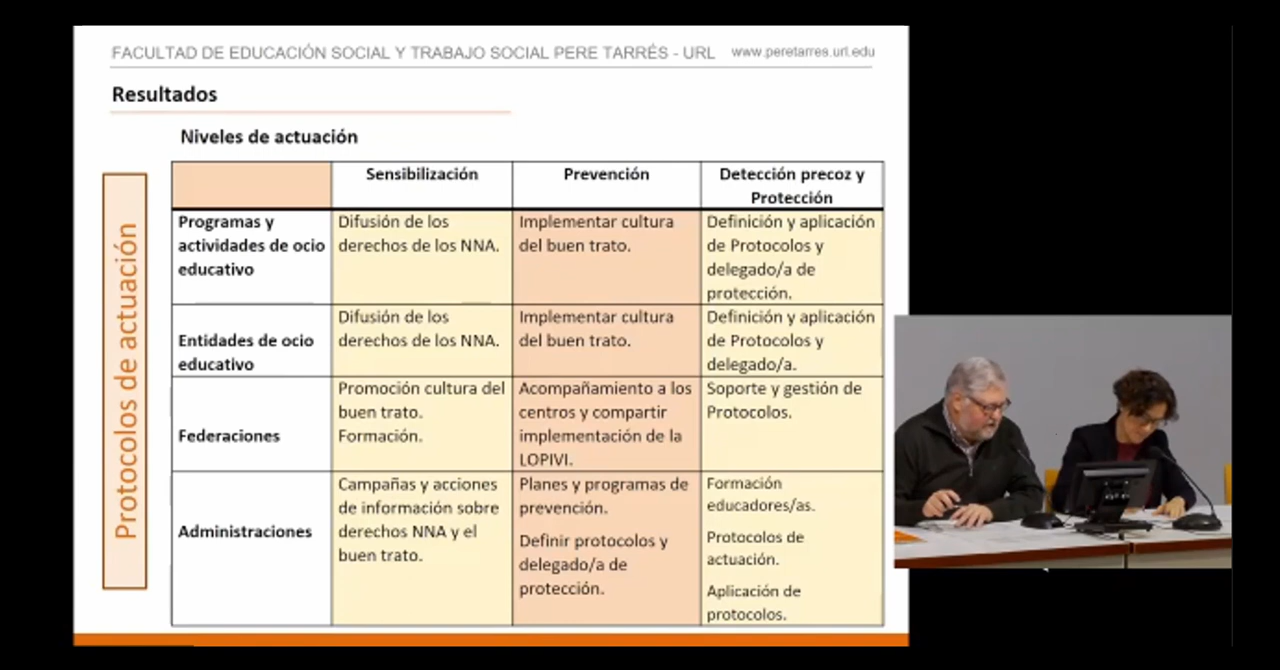 FACULTAD DE EDUCACIÓN SOCIAL Y TRABAJO SOCIAL PERE TARRÉS - URL www.peretarres.url.edu
Resultados
Niveles de actuación
Protocolos de actuación
Sensibilización
Prevención
Detección precoz y
Protección
Programas y
actividades de ocio
educativo
Difusión de los
derechos de los NNA.
Implementar cultura
del buen trato.
Definición y aplicación
de Protocolos y
delegado/a de
protección.
Entidades de ocio
educativo
Difusión de los
derechos de los NNA.
Implementar cultura
del buen trato.
Definición y aplicación
de Protocolos y
delegado/a.
Federaciones
Promoción cultura del
buen trato.
Formación.
Acompañamiento a los
centros y compartir
implementación de la
LOPIVI.
Soporte y gestión de
Protocolos.
Administraciones
Campañas y acciones
de información sobre
derechos NNA y el
buen trato.
Planes y programas de
prevención.
Definir protocolos y
delegado/a de
protección.
Formación
educadores/as.
Protocolos de
actuación.
Aplicación de
protocolos.